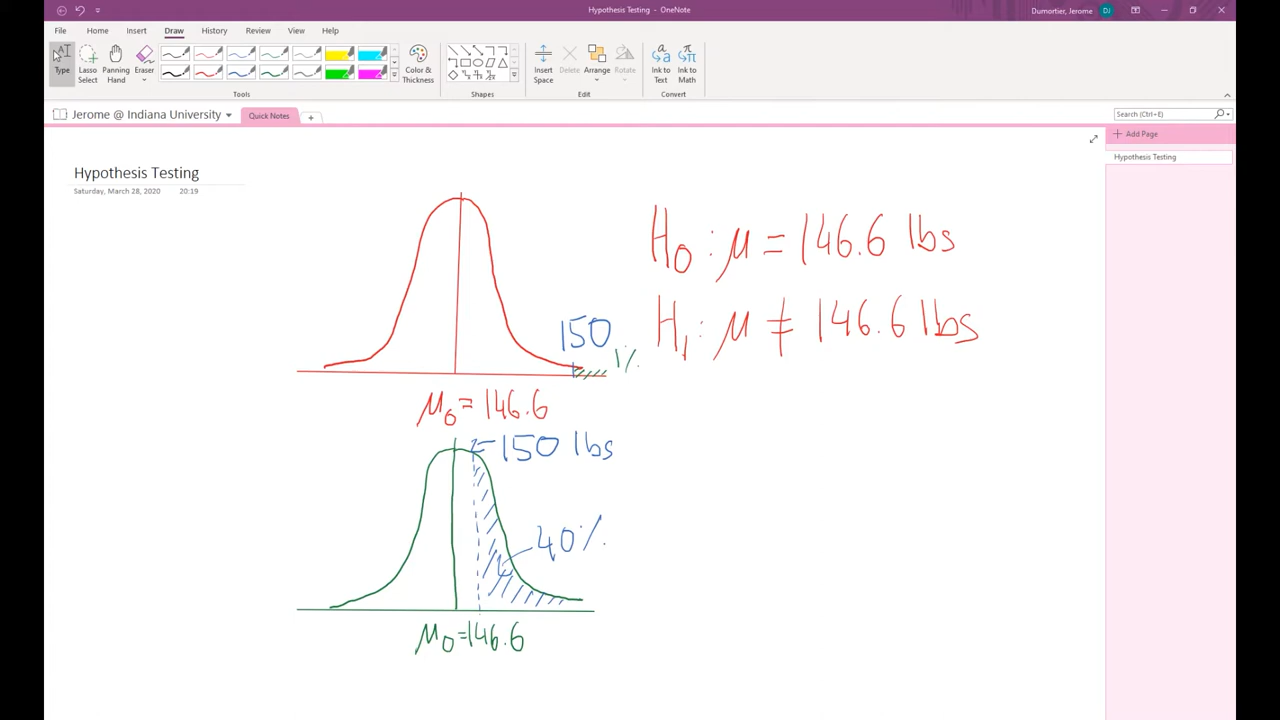 Hypothesis Testing - OneNote
Dumortier, Jerome DJ
File Home Insert Draw History Review View Help
Type Lasso Select Panning Hand Eraser Color & Thickness Insert Space Delete Arrange Rotate Ink to Text Ink to Math
Tools Shapes Edit Convert
Jerome @ Indiana University Quick Notes
Search (Ctrl+E)
Add Page
Hypothesis Testing
Hypothesis Testing
Saturday, March 28, 2020 20:19
H₀: μ = 146.6 lbs
H₁: μ ≠ 146.6 lbs
150
1%
μ₀ = 146.6
150 lbs
40%
μ₀ = 146.6